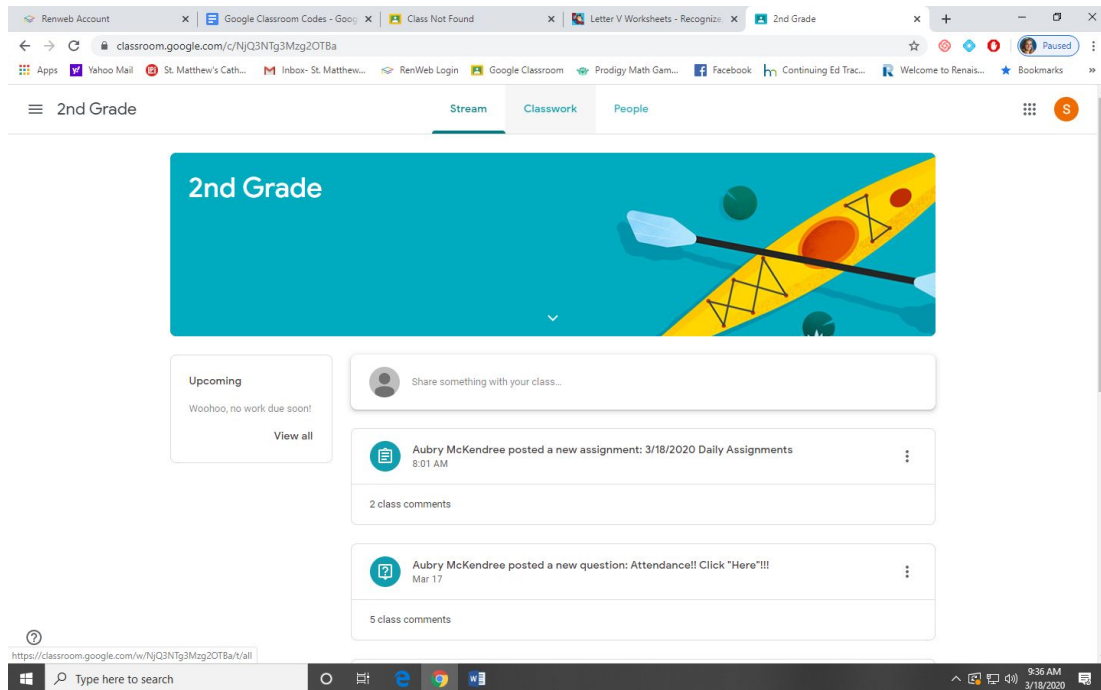 Renweb Account
Google Classroom Codes - Goog
Class Not Found
Letter V Worksheets - Recognize,
2nd Grade
classroom.google.com/c/NjQ3NTg3Mzg2OTBa
Paused
Apps
Yahoo Mail
St. Matthew's Cath...
Inbox- St. Matthew...
RenWeb Login
Google Classroom
Prodigy Math Gam...
Facebook
Continuing Ed Trac...
Welcome to Renais...
Bookmarks
2nd Grade
Stream
Classwork
People
S
2nd Grade
Upcoming
Woohoo, no work due soon!
View all
Share something with your class...
Aubry McKendree posted a new assignment: 3/18/2020 Daily Assignments
8:01 AM
2 class comments
Aubry McKendree posted a new question: Attendance!! Click "Here"!!!
Mar 17
5 class comments
https://classroom.google.com/w/NjQ3NTg3Mzg2OTBa/t/all
Type here to search
9:36 AM
3/18/2020